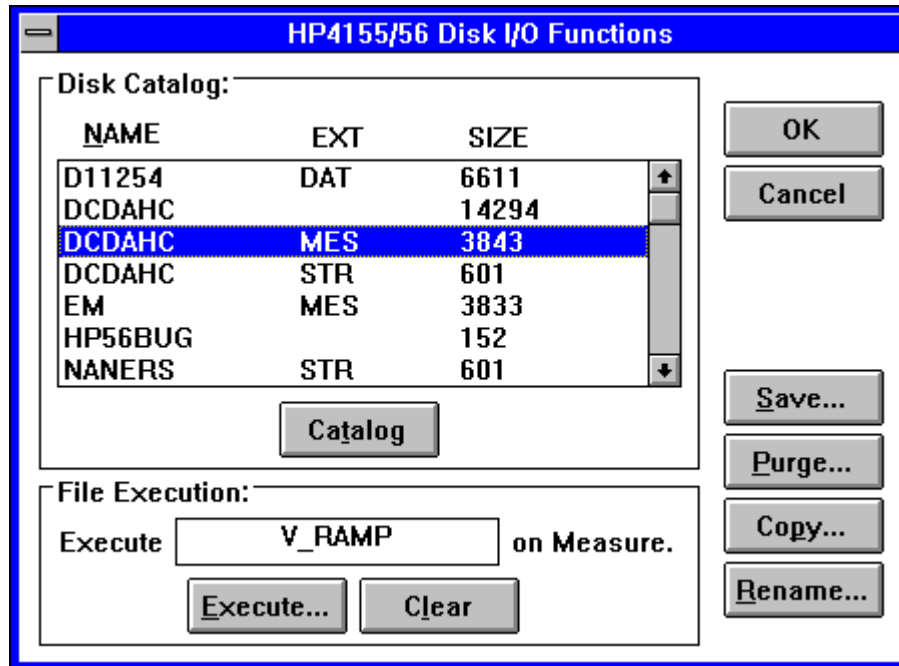 HP4155/56 Disk I/O Functions
Disk Catalog:
NAME EXT SIZE
D11254 DAT 6611
DCDAHC 14294
DCDAHC MES 3843
DCDAHC STR 601
EM MES 3833
HP56BUG 152
NANERS STR 601
Catalog
File Execution:
Execute V_RAMP on Measure.
Execute... Clear
OK
Cancel
Save...
Purge...
Copy...
Rename...